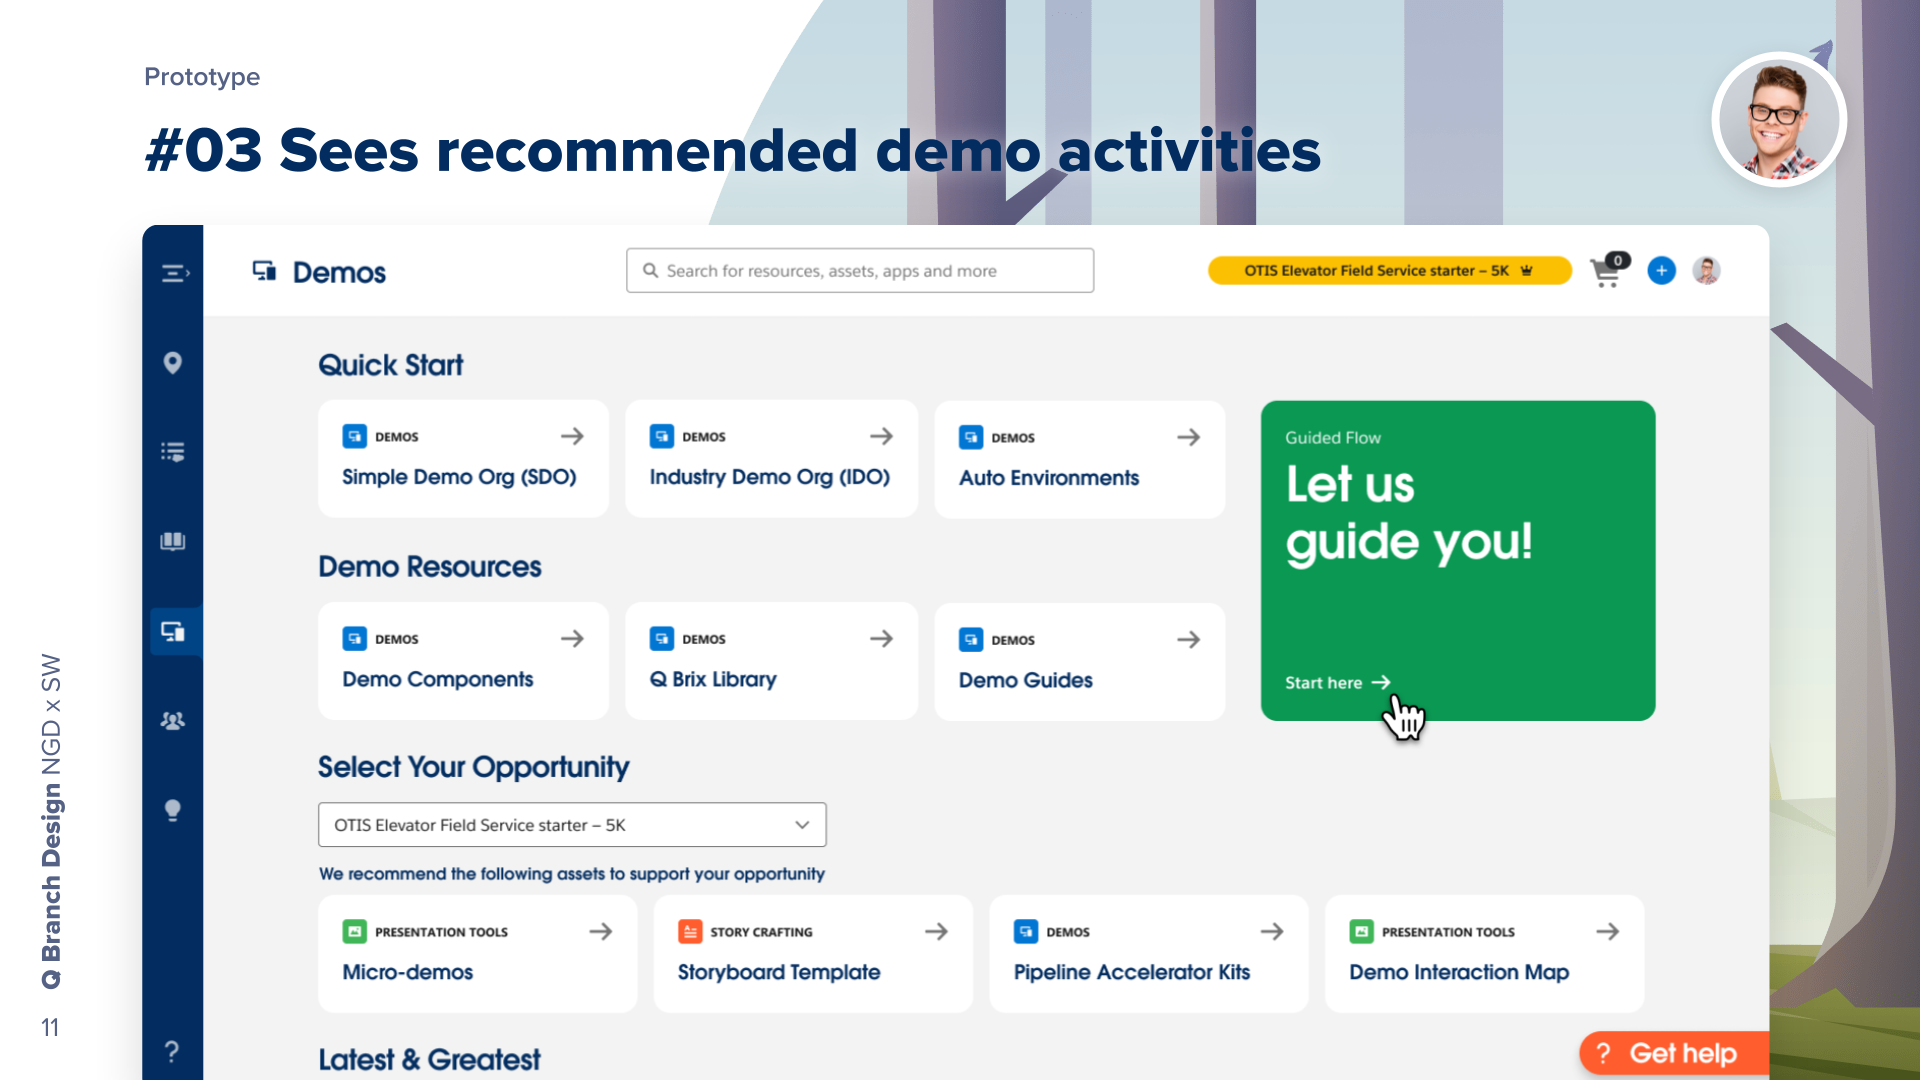 Prototype
#03 Sees recommended demo activities
Demos
Search for resources, assets, apps and more
OTIS Elevator Field Service starter – 5K
0
+
Quick Start
DEMOS
Simple Demo Org (SDO)
DEMOS
Industry Demo Org (IDO)
DEMOS
Auto Environments
Guided Flow
Let us
guide you!
Start here
Demo Resources
DEMOS
Demo Components
DEMOS
Q Brix Library
DEMOS
Demo Guides
Select Your Opportunity
OTIS Elevator Field Service starter – 5K
We recommend the following assets to support your opportunity
PRESENTATION TOOLS
Micro-demos
STORY CRAFTING
Storyboard Template
DEMOS
Pipeline Accelerator Kits
PRESENTATION TOOLS
Demo Interaction Map
Latest & Greatest
? Get help
?
Q Branch Design NGD x SW
11